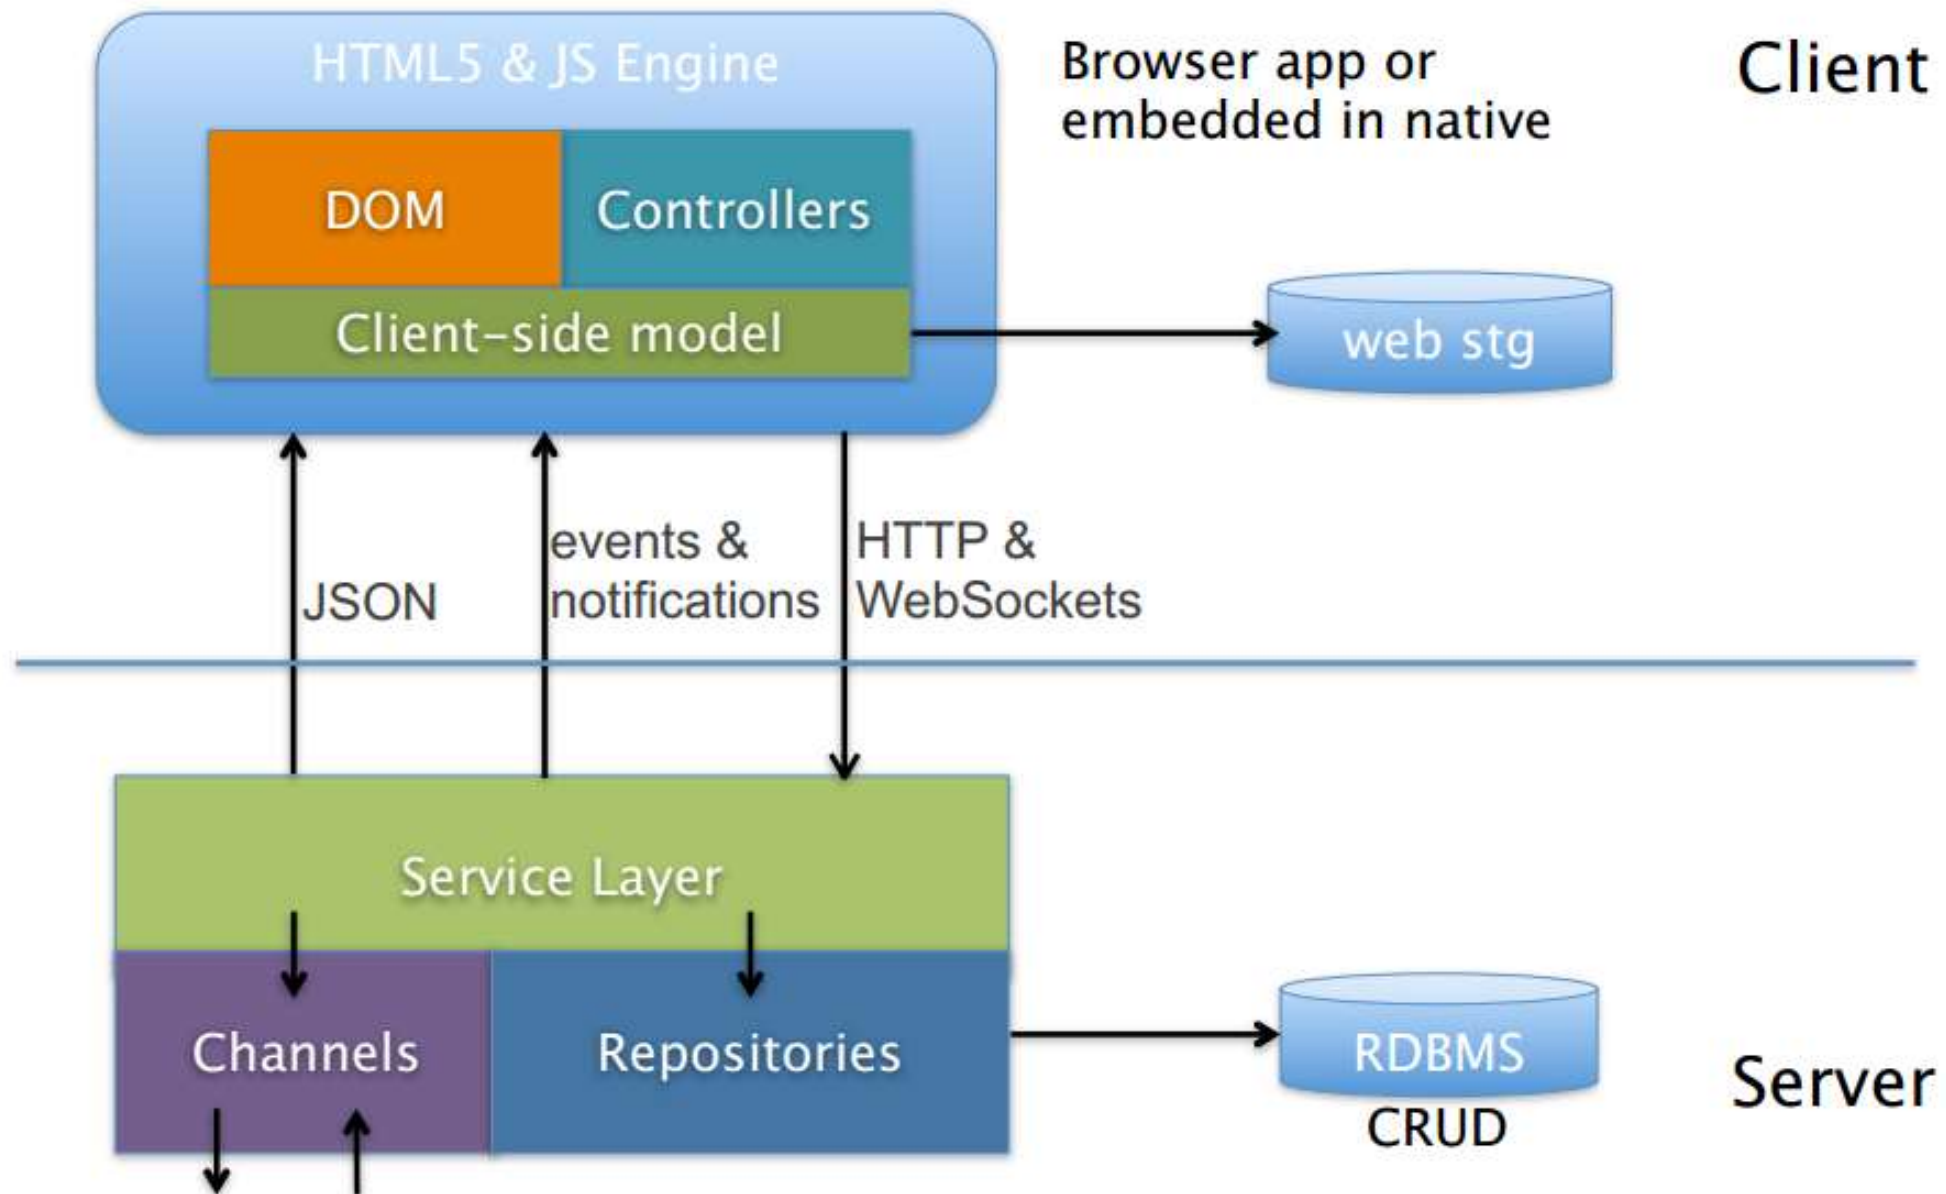 HTML5 & JS Engine
Browser app or
embedded in native
Client
DOM
Controllers
Client-side model
web stg
JSON
events &
notifications
HTTP &
WebSockets
Service Layer
Channels
Repositories
RDBMS
CRUD
Server